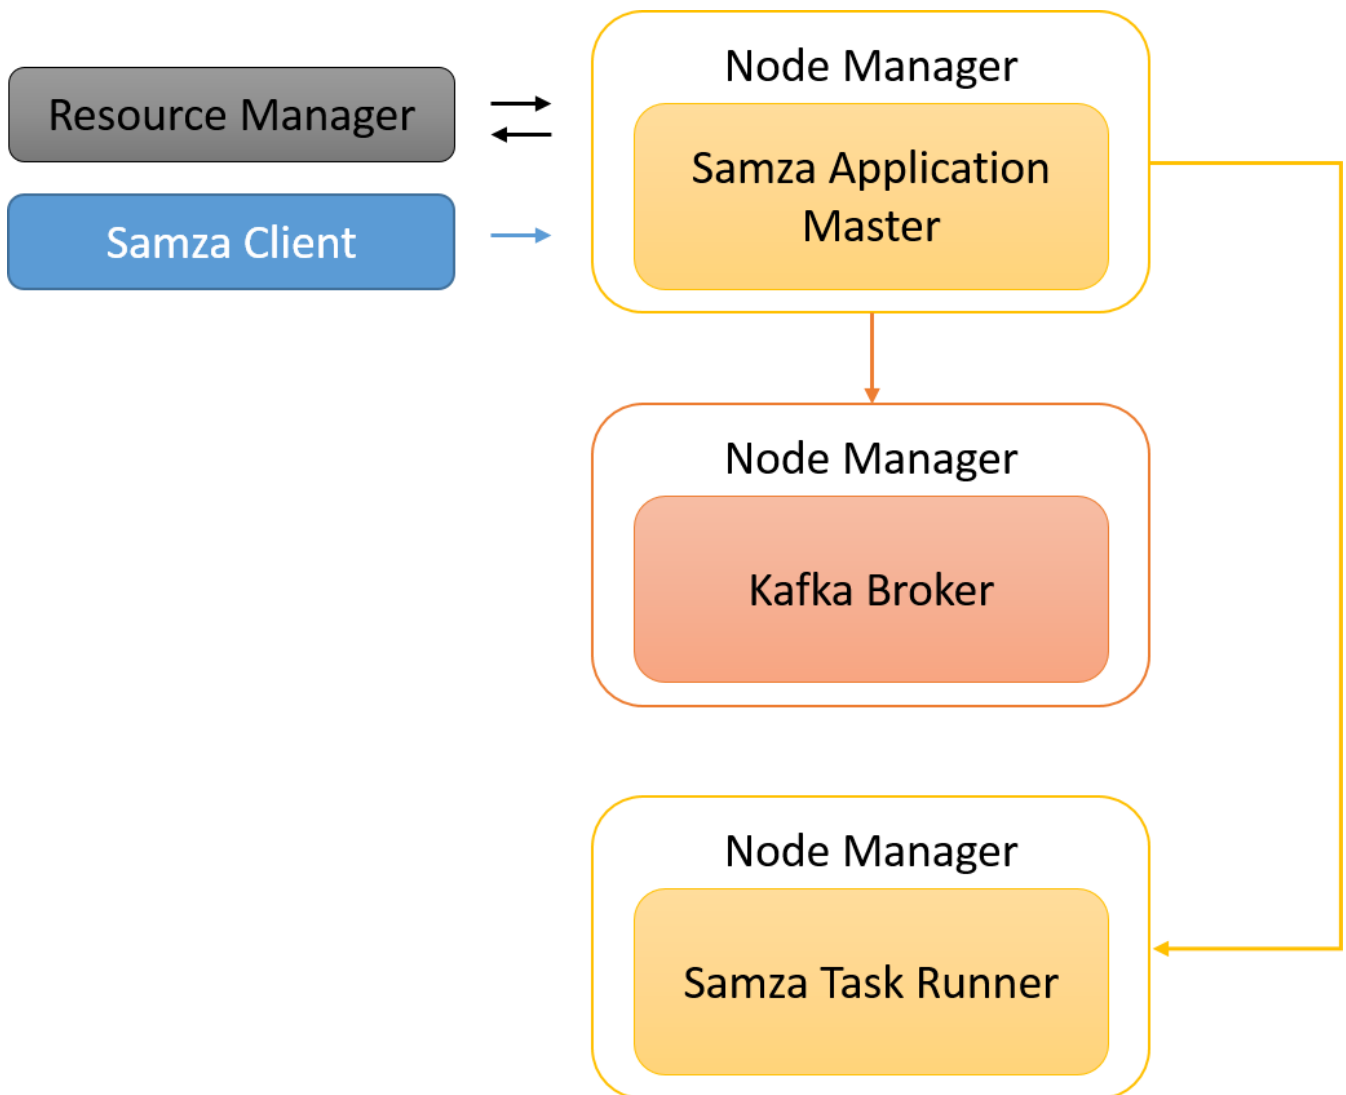 Resource Manager
Samza Client
Node Manager
Samza Application
Master
Node Manager
Kafka Broker
Node Manager
Samza Task Runner